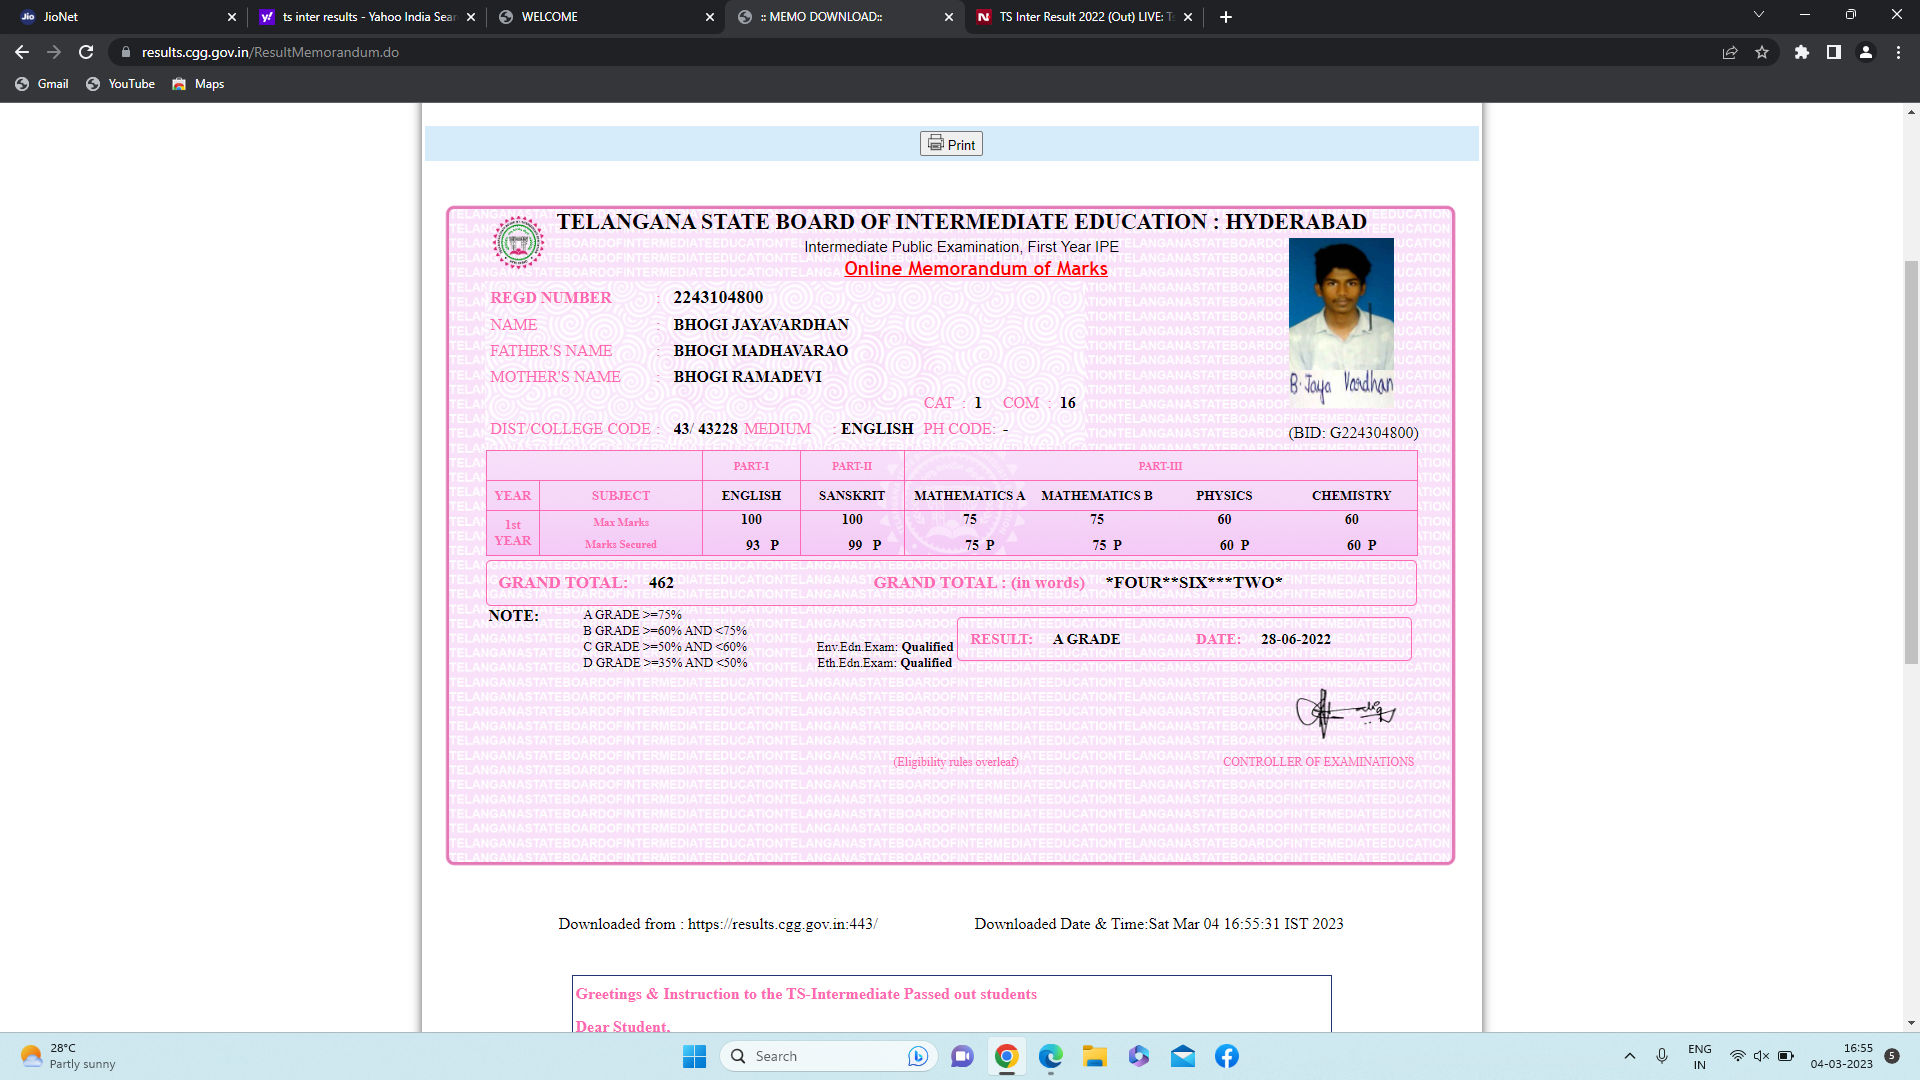 JioNet
ts inter results - Yahoo India Sear
WELCOME
:: MEMO DOWNLOAD::
TS Inter Result 2022 (Out) LIVE: Ts
results.cgg.gov.in/ResultMemorandum.do
Gmail YouTube Maps
Print
TELANGANA STATE BOARD OF INTERMEDIATE EDUCATION : HYDERABAD
Intermediate Public Examination, First Year IPE
Online Memorandum of Marks
REGD NUMBER : 2243104800
NAME : BHOGI JAYAVARDHAN
FATHER'S NAME : BHOGI MADHAVARAO
MOTHER'S NAME : BHOGI RAMADEVI
B. Jaya Vardhan
CAT : 1 COM : 16
DIST/COLLEGE CODE : 43/ 43228 MEDIUM : ENGLISH PH CODE: -
(BID: G224304800)
PART-I PART-II PART-III
YEAR SUBJECT ENGLISH SANSKRIT MATHEMATICS A MATHEMATICS B PHYSICS CHEMISTRY
1st YEAR Max Marks 100 100 75 75 60 60
Marks Secured 93 P 99 P 75 P 75 P 60 P 60 P
GRAND TOTAL: 462 GRAND TOTAL : (in words) *FOUR**SIX***TWO*
NOTE: A GRADE >=75%
B GRADE >=60% AND <75%
C GRADE >=50% AND <60%
D GRADE >=35% AND <50%
Env.Edn.Exam: Qualified
Eth.Edn.Exam: Qualified
RESULT: A GRADE DATE: 28-06-2022
(Eligibility rules overleaf) CONTROLLER OF EXAMINATIONS
Downloaded from : https://results.cgg.gov.in:443/ Downloaded Date & Time:Sat Mar 04 16:55:31 IST 2023
Greetings & Instruction to the TS-Intermediate Passed out students
Dear Student,
28°C
Partly sunny
Search
ENG
IN
16:55
04-03-2023
5